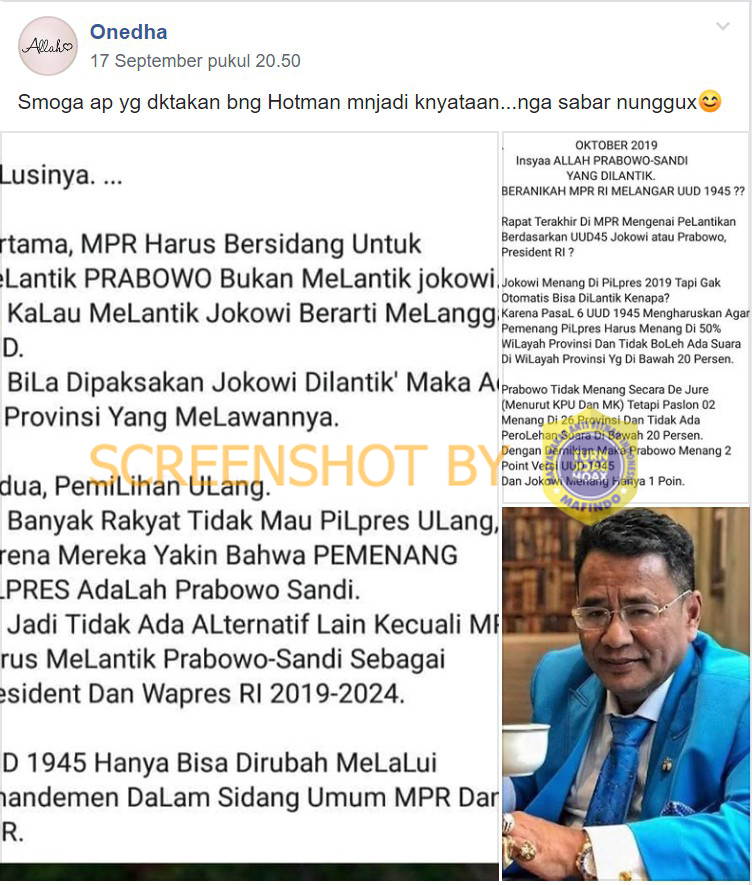 Allah
Onedha
17 September pukul 20.50
Smoga ap yg dktakan bng Hotman mnjadi knyataan...nga sabar nunggux😊
Lusinya. ...
rtama, MPR Harus Bersidang Untuk
eLantik PRABOWO Bukan MeLantik jokowi.
KaLau MeLantik Jokowi Berarti MeLangg
D.
BiLa Dipaksakan Jokowi Dilantik' Maka A
Provinsi Yang MeLawannya.
dua, PemiLihan ULang.
Banyak Rakyat Tidak Mau PiLpres ULang,
rena Mereka Yakin Bahwa PEMENANG
LPRES AdaLah Prabowo Sandi.
Jadi Tidak Ada ALternatif Lain Kecuali MP
rus MeLantik Prabowo-Sandi Sebagai
esident Dan Wapres RI 2019-2024.
D 1945 Hanya Bisa Dirubah MeLaLui
andemen DaLam Sidang Umum MPR Dan
R.
OKTOBER 2019
Insyaa ALLAH PRABOWO-SANDI
YANG DILANTIK.
BERANIKAH MPR RI MELANGAR UUD 1945 ??
Rapat Terakhir Di MPR Mengenai PeLantikan
Berdasarkan UUD45 Jokowi atau Prabowo,
President RI ?
Jokowi Menang Di PiLpres 2019 Tapi Gak
Otomatis Bisa DiLantik Kenapa?
Karena PasaL 6 UUD 1945 Mengharuskan Agar
Pemenang PiLpres Harus Menang Di 50%
WiLayah Provinsi Dan Tidak BoLeh Ada Suara
Di WiLayah Provinsi Yg Di Bawah 20 Persen.
Prabowo Tidak Menang Secara De Jure
(Menurut KPU Dan MK) Tetapi Paslon 02
Menang Di 26 Provinsi Dan Tidak Ada
PeroLehan Suara Di Bawah 20 Persen.
Dengan Demikian Maka Prabowo Menang 2
Point Versi UUD 1945
Dan Jokowi Menang Hanya 1 Poin.
SCREENSHOT BY
TURN
BACK
HOAX
MAFINDO